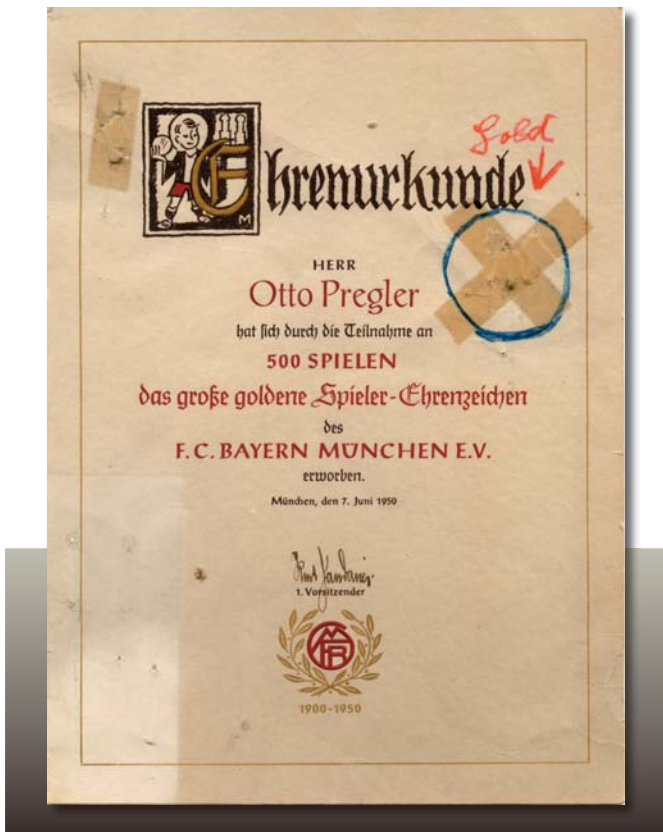 Gold
Ehrenurkunde
M
HERR
Otto Pregler
hat sich durch die Teilnahme an
500 SPIELEN
das große goldene Spieler-Ehrenzeichen
des
F.C. BAYERN MÜNCHEN E.V.
erworben.
München, den 7. Juni 1950
1. Vorsitzender
1900-1950